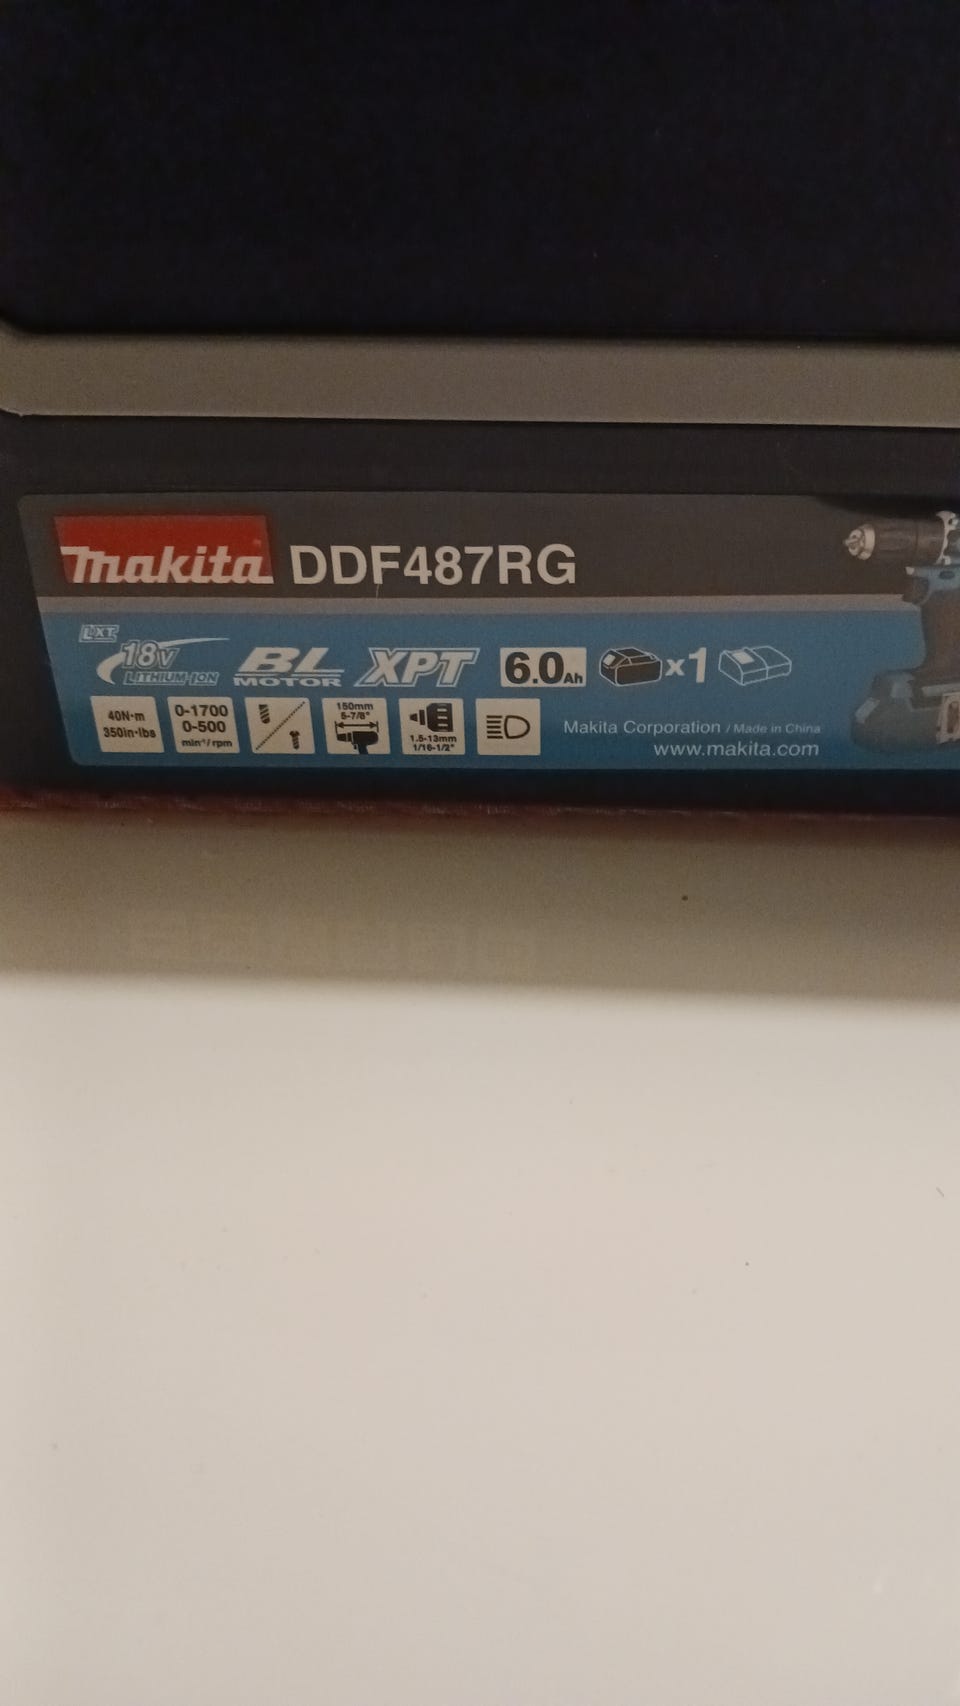 makita DDF487RG
LXT
18V
LITHIUM-ION
BL
MOTOR
XPT
6.0Ah
x1
40N·m
350in·lbs
0-1700
0-500
min⁻¹/rpm
150mm
5-7/8"
1.5-13mm
1/16-1/2"
Makita Corporation / Made in China
www.makita.com